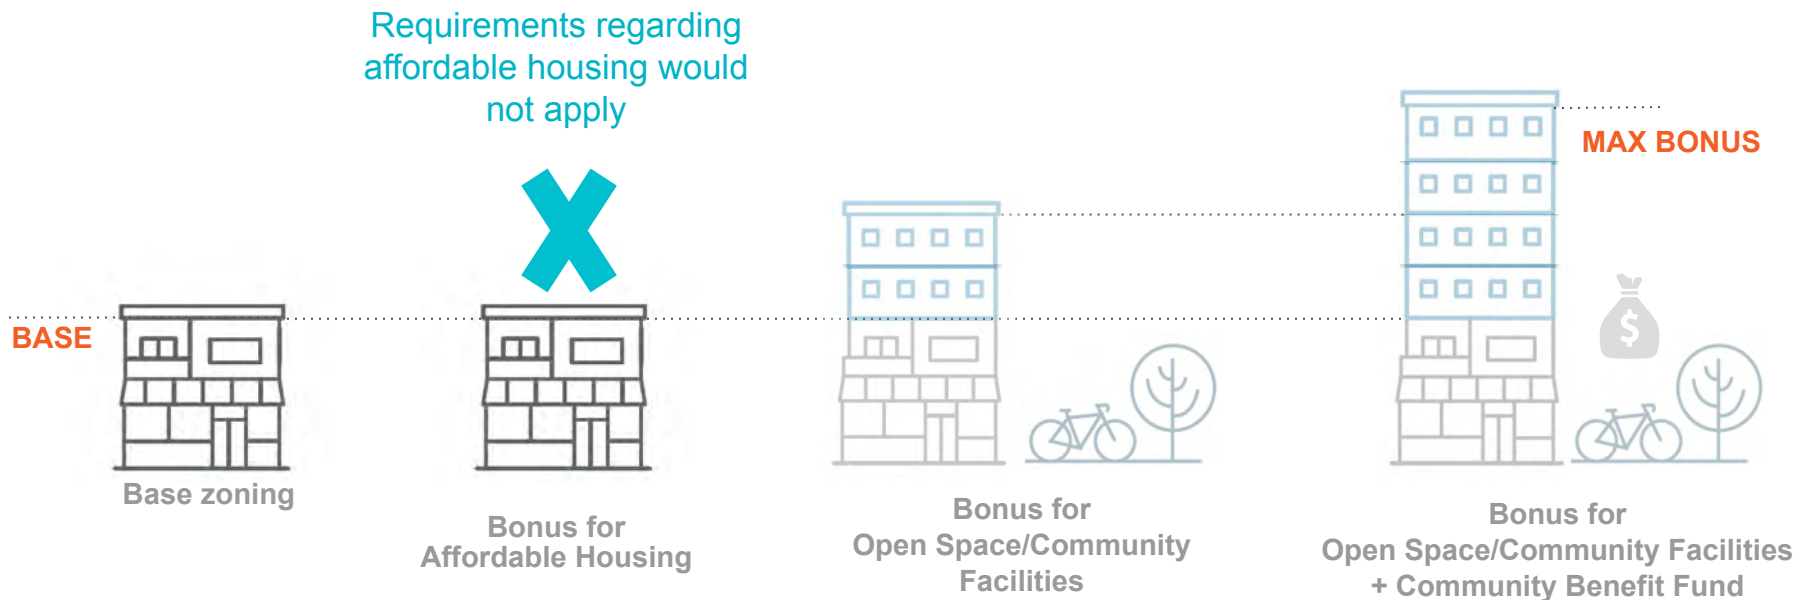 Requirements regarding
affordable housing would
not apply
MAX BONUS
BASE
$
Base zoning
Bonus for
Affordable Housing
Bonus for
Open Space/Community
Facilities
Bonus for
Open Space/Community Facilities
+ Community Benefit Fund